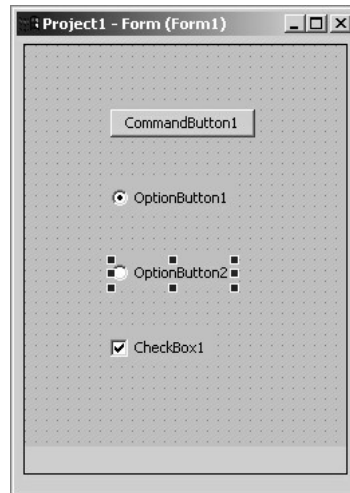 Project1 - Form (Form1)
CommandButton1
OptionButton1
OptionButton2
CheckBox1